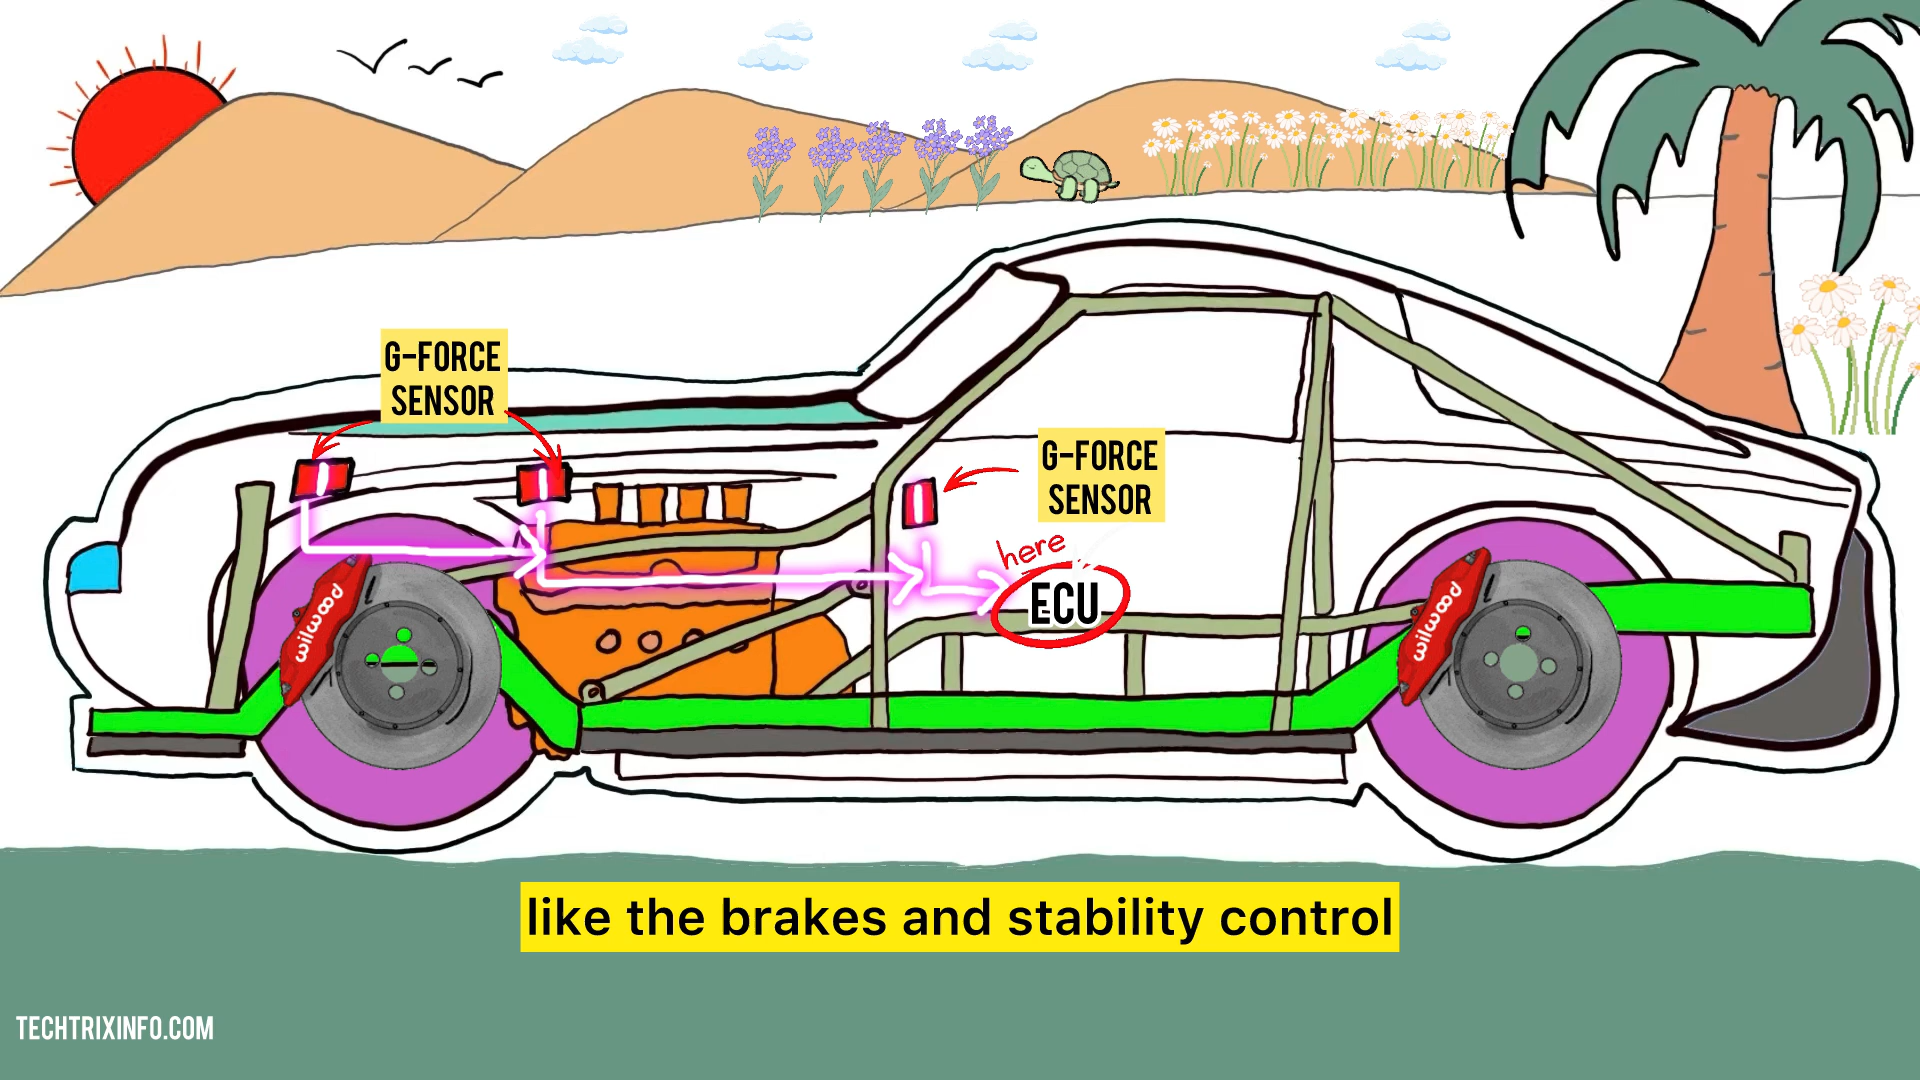 G-FORCE
SENSOR
G-FORCE
SENSOR
here
ECU
wilwood
wilwood
like the brakes and stability control
TECHTRIXINFO.COM